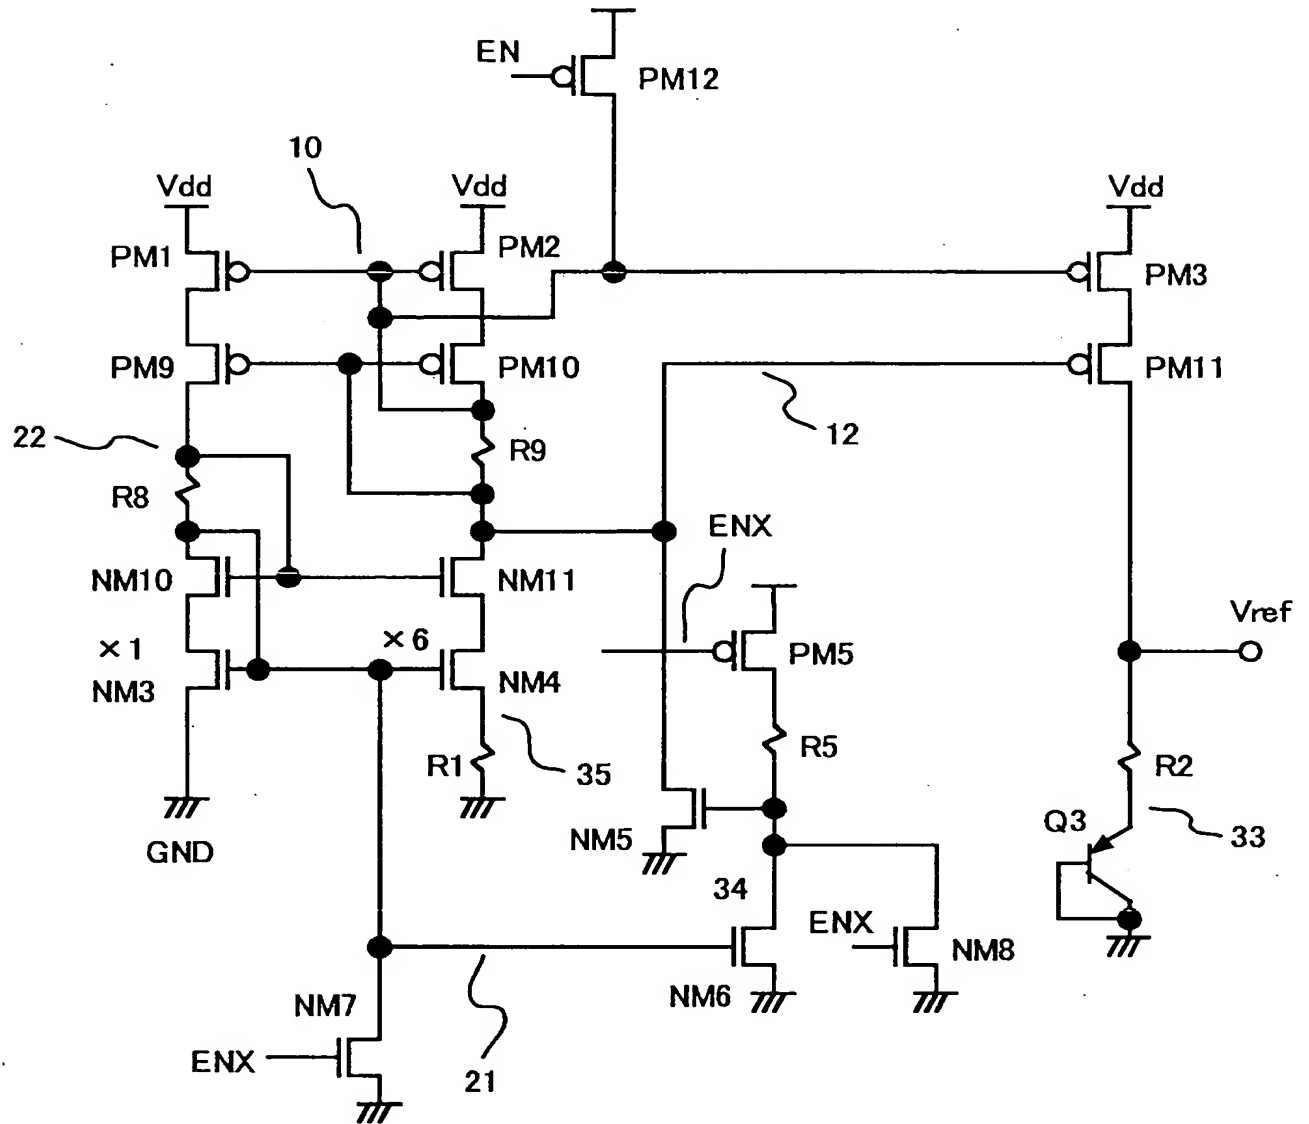 EN
PM12
10
Vdd
Vdd
Vdd
PM1
PM2
PM3
PM9
PM10
PM11
22
R9
12
R8
ENX
NM10
NM11
Vref
×1
×6
PM5
NM3
NM4
R1
35
R5
R2
NM5
Q3
33
GND
34
ENX
NM8
NM6
NM7
ENX
21